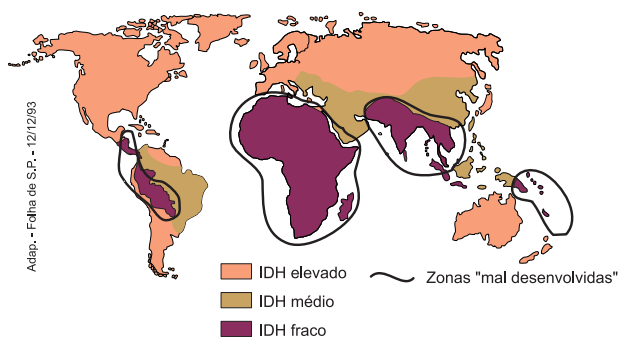 Adap. - Folha de S.P. - 12/12/93
IDH elevado
Zonas "mal desenvolvidas"
IDH médio
IDH fraco